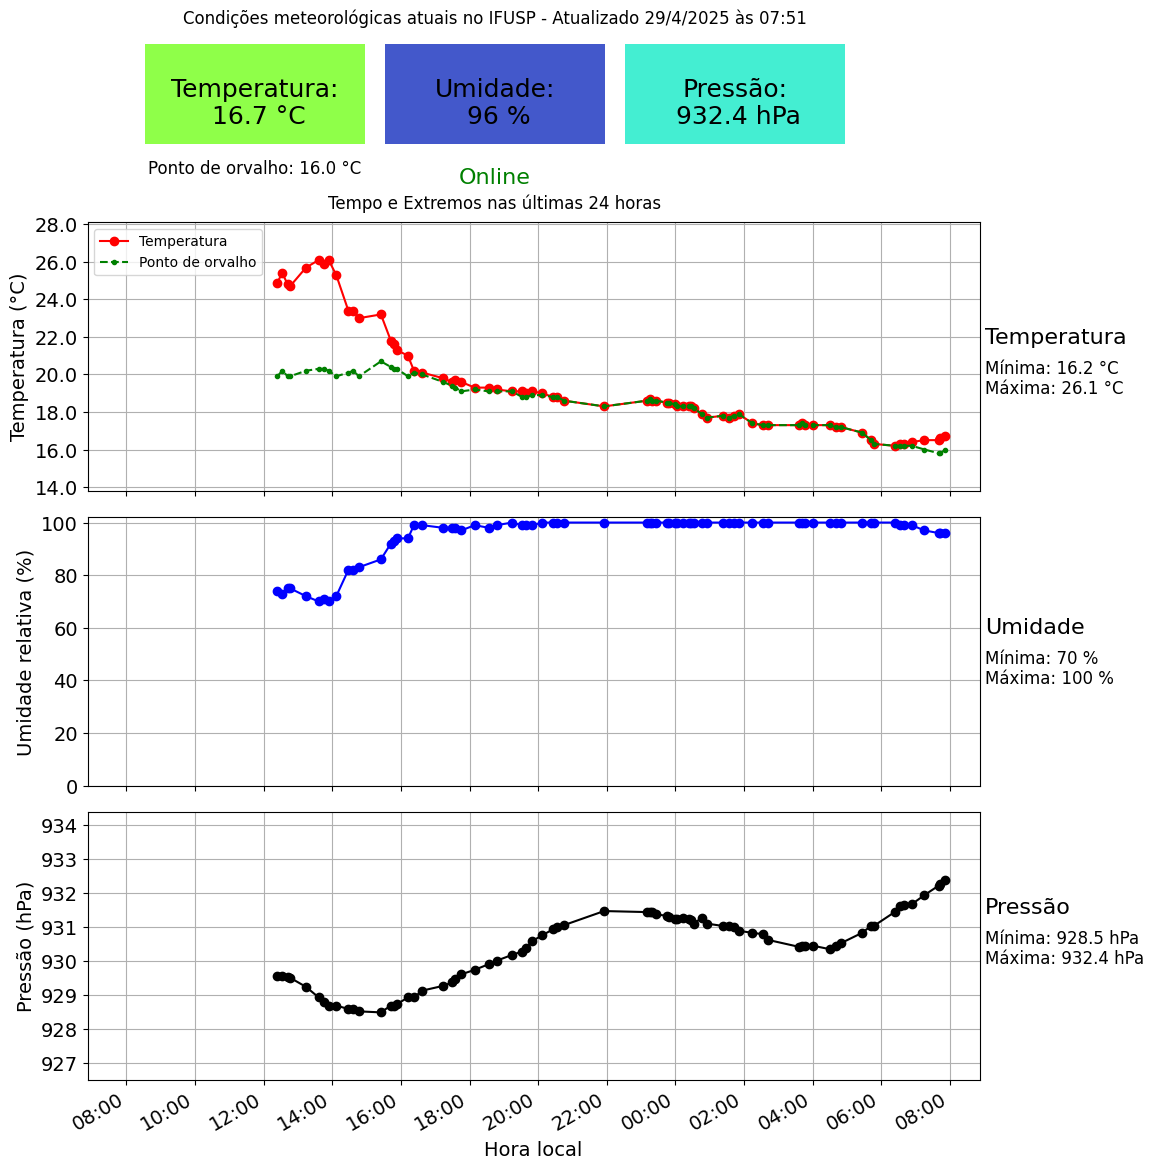 Condições meteorológicas atuais no IFUSP - Atualizado 29/4/2025 às 07:51
Temperatura:
16.7 °C
Umidade:
96 %
Pressão:
932.4 hPa
Ponto de orvalho: 16.0 °C
Online
Tempo e Extremos nas últimas 24 horas
Temperatura (°C)
28.0
26.0
24.0
22.0
20.0
18.0
16.0
14.0
Temperatura
Ponto de orvalho
Temperatura
Mínima: 16.2 °C
Máxima: 26.1 °C
Umidade relativa (%)
100
80
60
40
20
0
Umidade
Mínima: 70 %
Máxima: 100 %
Pressão (hPa)
934
933
932
931
930
929
928
927
Pressão
Mínima: 928.5 hPa
Máxima: 932.4 hPa
08:00
10:00
12:00
14:00
16:00
18:00
20:00
22:00
00:00
02:00
04:00
06:00
08:00
Hora local